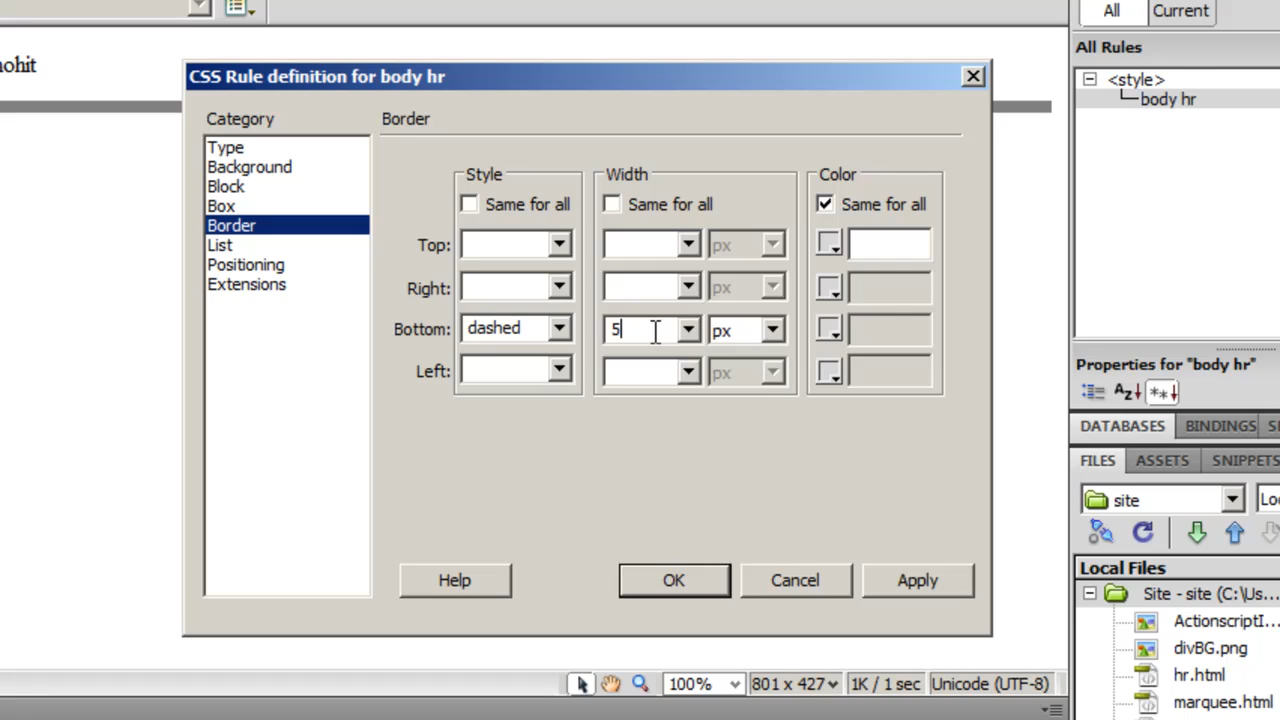 All Current
All Rules
<style>
body hr
ohit
CSS Rule definition for body hr
Category
Type
Background
Block
Box
Border
List
Positioning
Extensions
Border
Style Width Color
Same for all Same for all Same for all
Top: px
Right: px
Bottom: dashed 5 px
Left: px
Help OK Cancel Apply
Properties for "body hr"
DATABASES BINDINGS
FILES ASSETS SNIPPETS
site
Local Files
Site - site (C:\Us...
ActionscriptI...
divBG.png
hr.html
marquee.html
100% 801 x 427 1K / 1 sec Unicode (UTF-8)